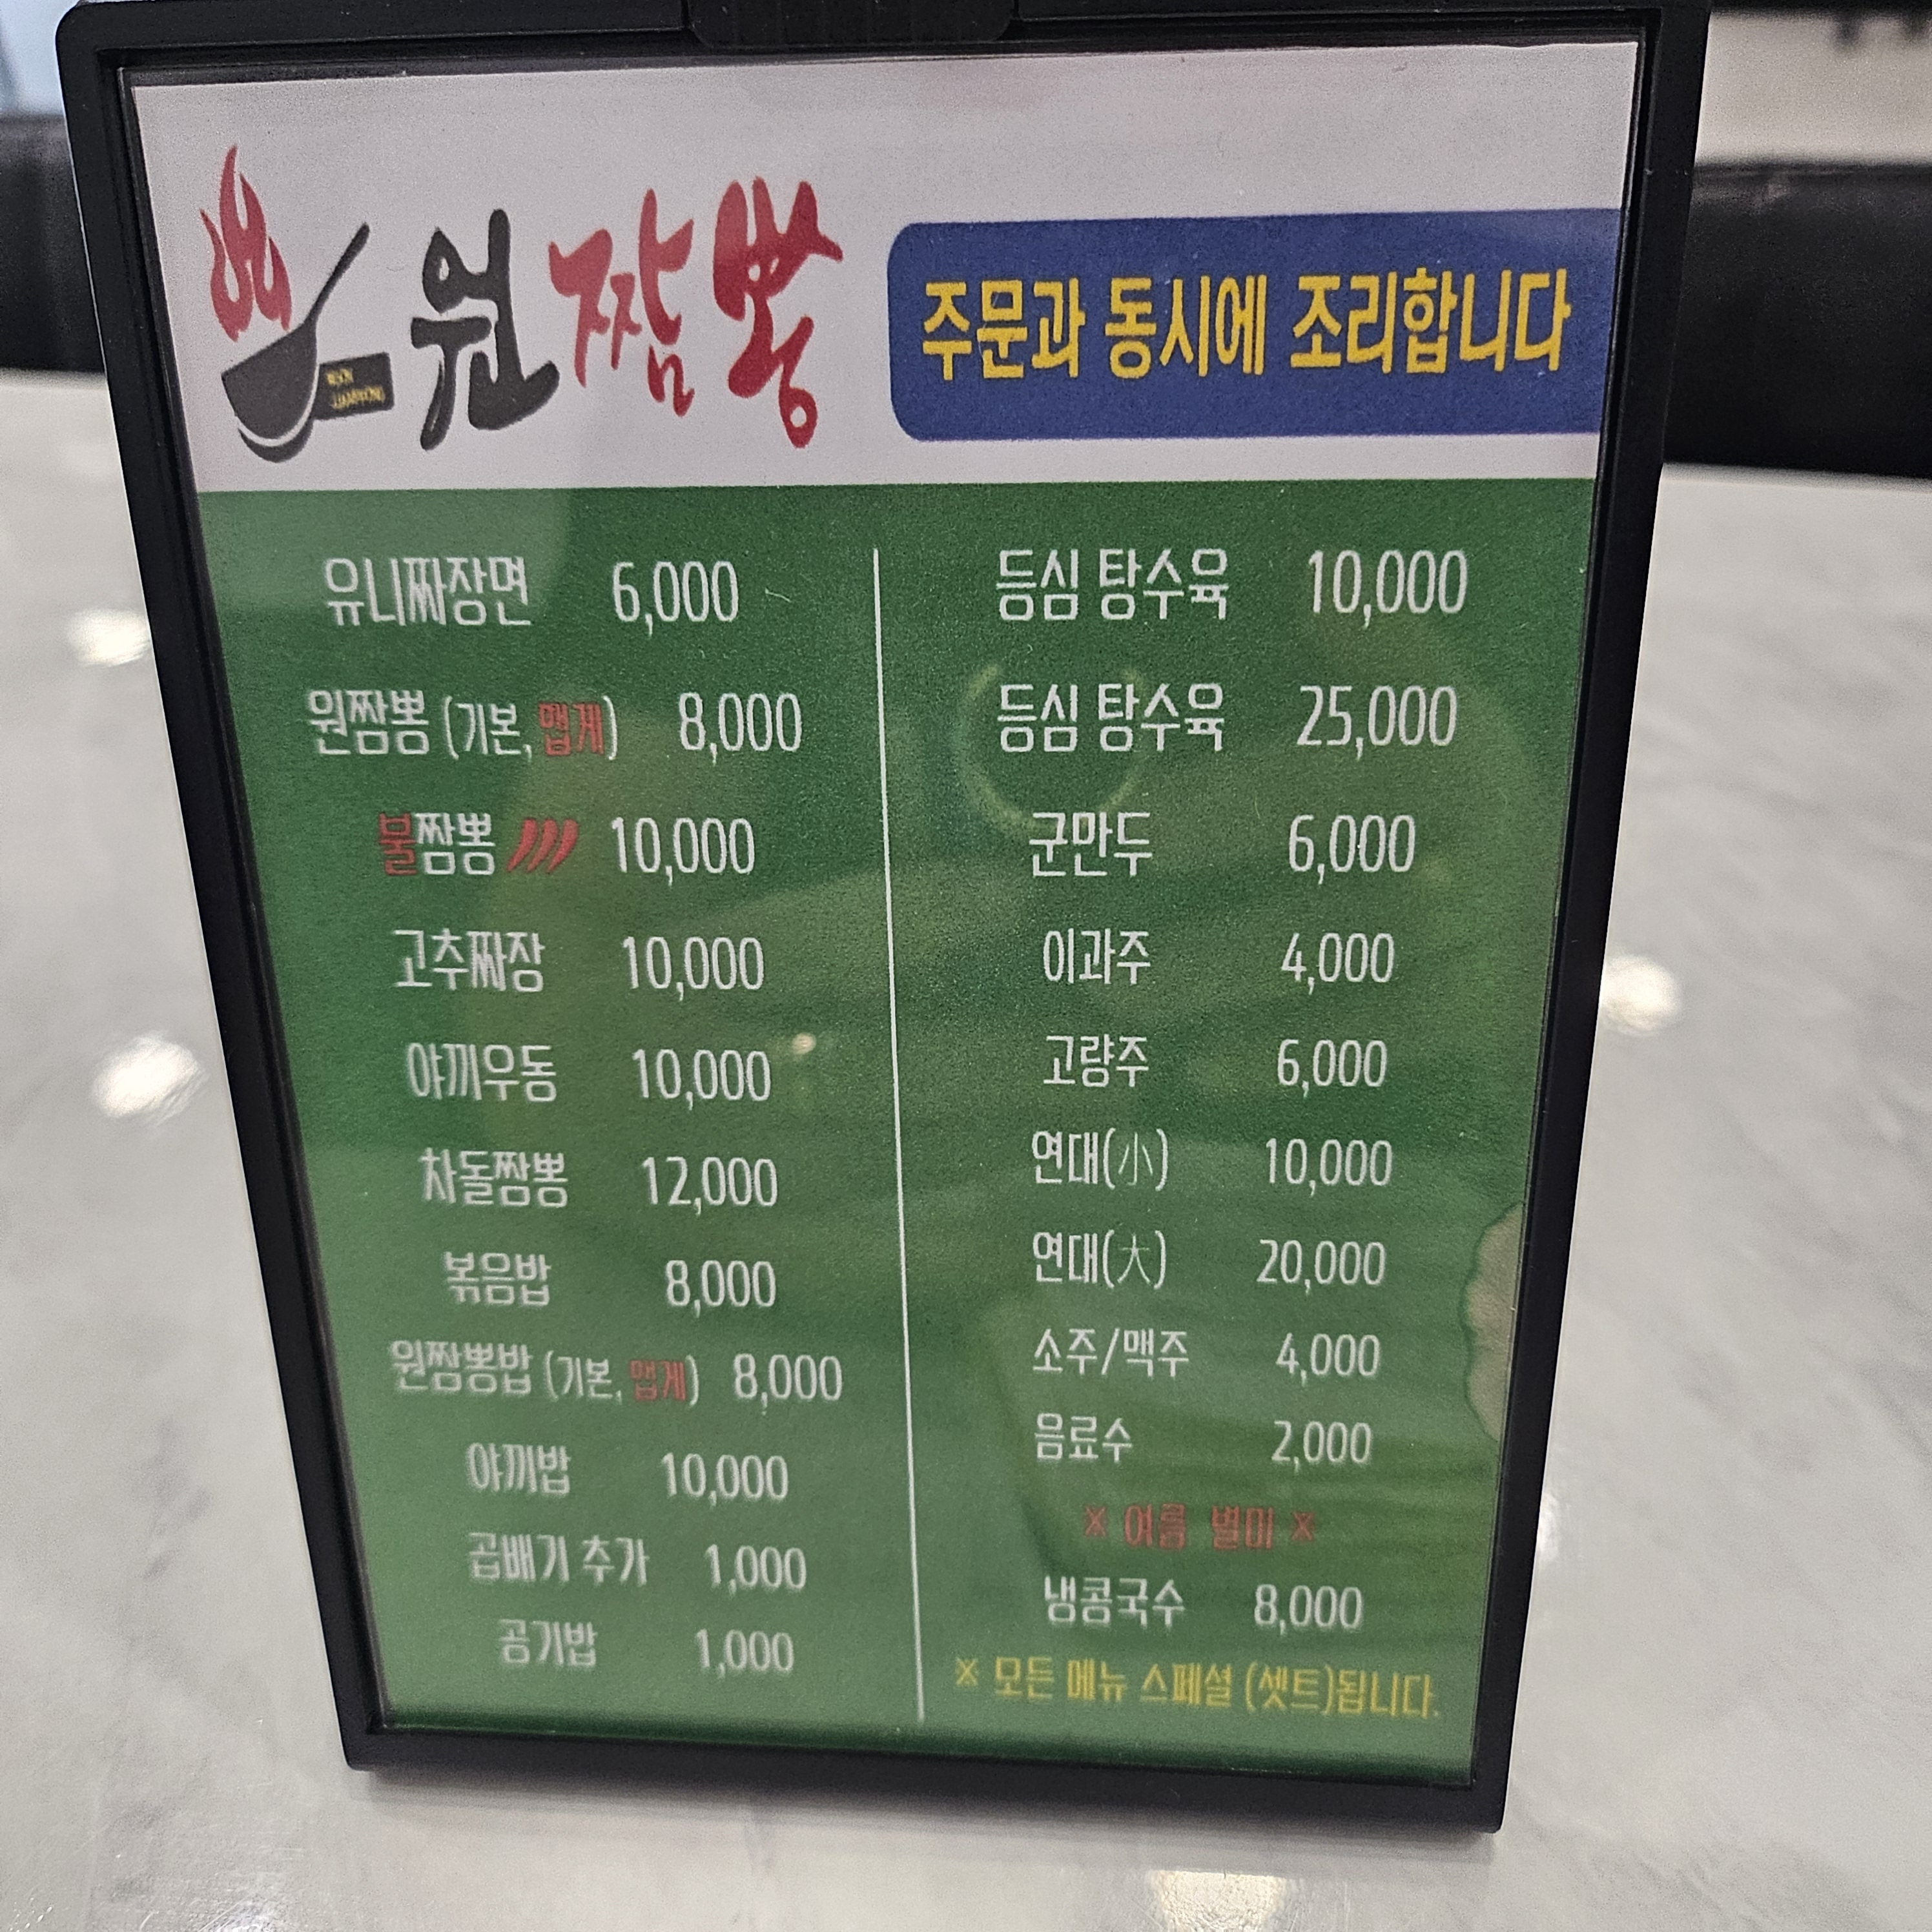 원짬뽕
주문과 동시에 조리합니다
유니짜장면 6,000
원짬뽕 (기본, 맵게) 8,000
불짬뽕 10,000
고추짜장 10,000
야끼우동 10,000
차돌짬뽕 12,000
볶음밥 8,000
원짬뽕밥 (기본, 맵게) 8,000
야끼밥 10,000
곱배기 추가 1,000
공기밥 1,000
등심 탕수육 10,000
등심 탕수육 25,000
군만두 6,000
이과주 4,000
고량주 6,000
연대(小) 10,000
연대(大) 20,000
소주/맥주 4,000
음료수 2,000
※ 여름 별미 ※
냉콩국수 8,000
※ 모든 메뉴 스페셜 (셋트)됩니다.